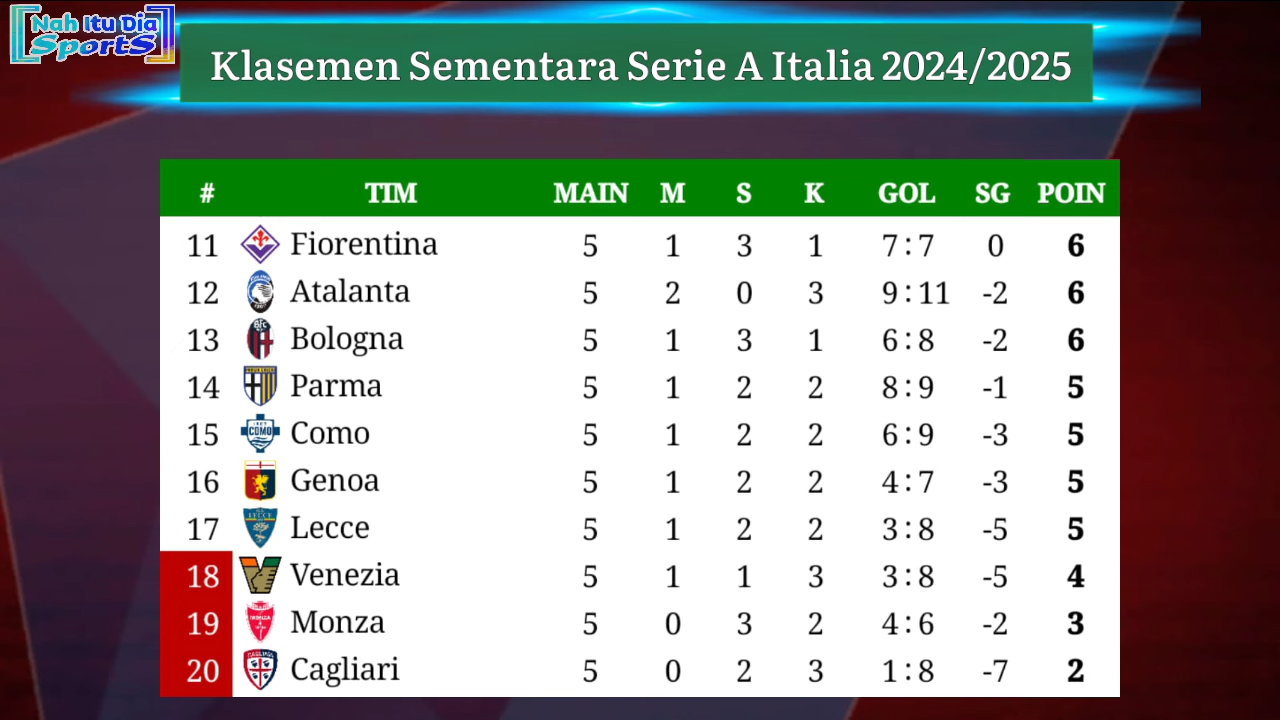 Nah Itu Dia
SportS
Klasemen Sementara Serie A Italia 2024/2025
# TIM MAIN M S K GOL SG POIN
11 Fiorentina 5 1 3 1 7:7 0 6
12 Atalanta 5 2 0 3 9:11 -2 6
13 Bologna 5 1 3 1 6:8 -2 6
14 Parma 5 1 2 2 8:9 -1 5
15 COMO Como 5 1 2 2 6:9 -3 5
16 Genoa 5 1 2 2 4:7 -3 5
17 LECCE Lecce 5 1 2 2 3:8 -5 5
18 Venezia 5 1 1 3 3:8 -5 4
19 MONZA Monza 5 0 3 2 4:6 -2 3
20 Cagliari 5 0 2 3 1:8 -7 2